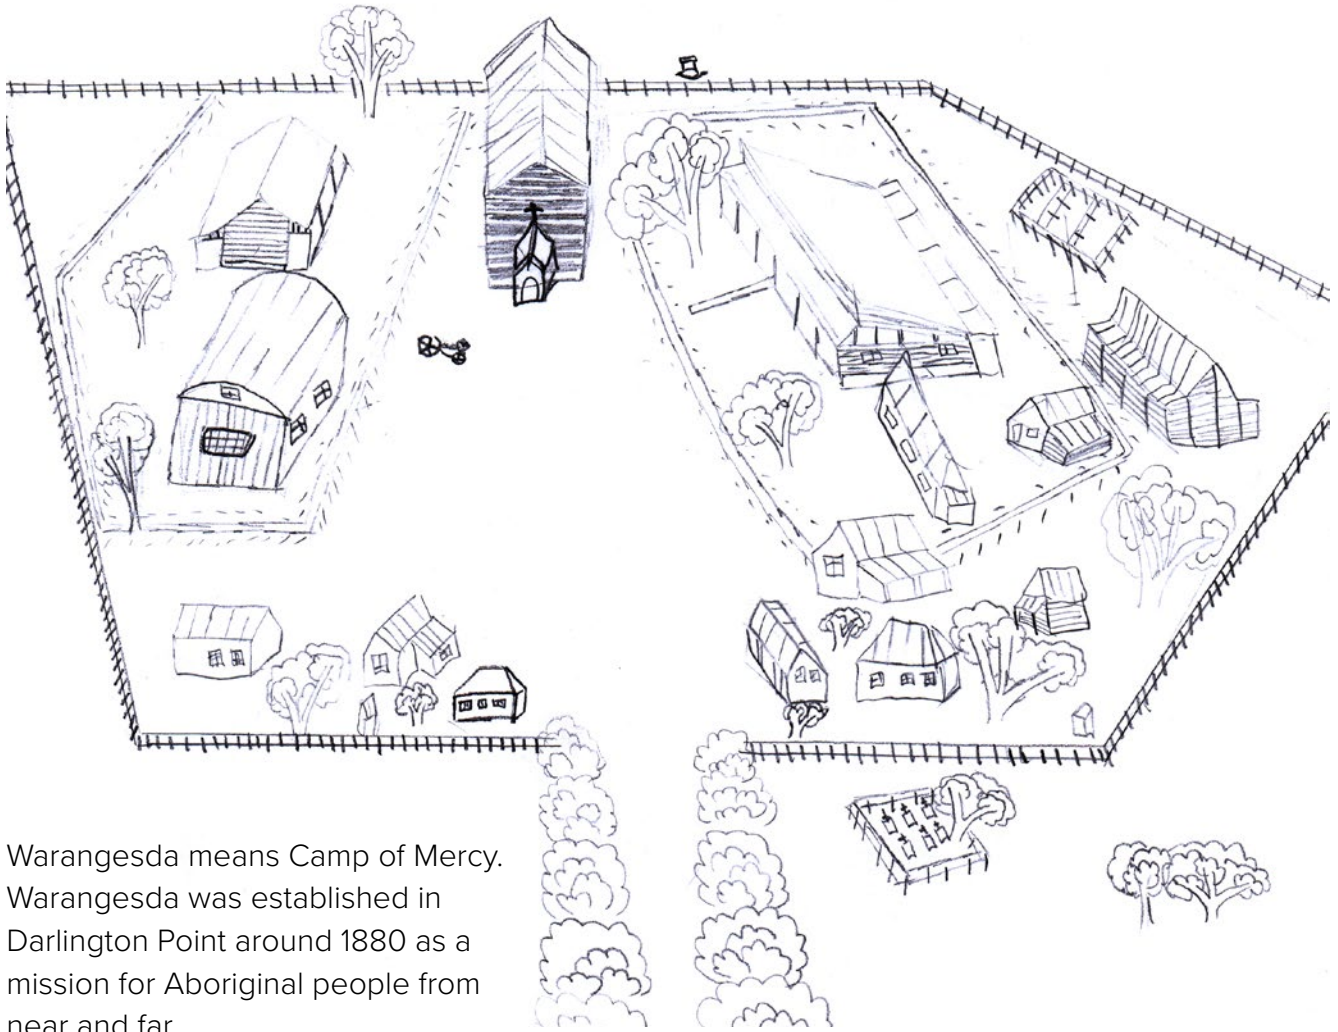 Warangesda means Camp of Mercy.
Warangesda was established in
Darlington Point around 1880 as a
mission for Aboriginal people from
near and far